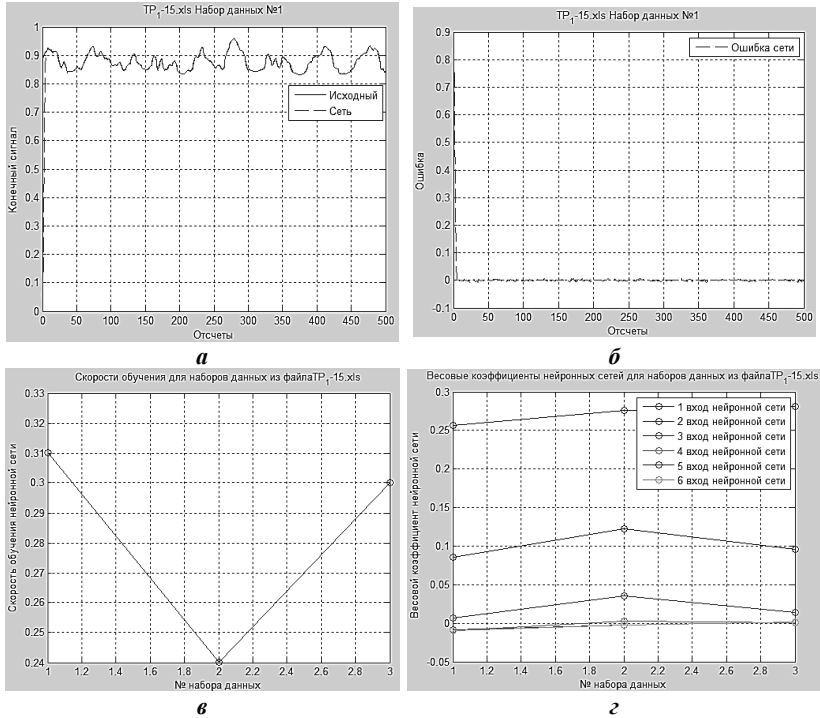 TP1-15.xls Набор данных №1
Конечный сигнал
1
0.9
0.8
0.7
0.6
0.5
0.4
0.3
0.2
0.1
0
Исходный
Сеть
0 50 100 150 200 250 300 350 400 450 500
Отсчеты
а
TP1-15.xls Набор данных №1
Ошибка
0.9
0.8
0.7
0.6
0.5
0.4
0.3
0.2
0.1
0
-0.1
Ошибка сети
0 50 100 150 200 250 300 350 400 450 500
Отсчеты
б
Скорости обучения для наборов данных из файлаTP1-15.xls
Скорость обучения нейронной сети
0.33
0.32
0.31
0.3
0.29
0.28
0.27
0.26
0.25
0.24
1 1.2 1.4 1.6 1.8 2 2.2 2.4 2.6 2.8 3
№ набора данных
в
Весовые коэффициенты нейронных сетей для наборов данных из файлаTP1-15.xls
Весовой коэффициент нейронной сети
0.3
0.25
0.2
0.15
0.1
0.05
0
-0.05
1 вход нейронной сети
2 вход нейронной сети
3 вход нейронной сети
4 вход нейронной сети
5 вход нейронной сети
6 вход нейронной сети
1 1.2 1.4 1.6 1.8 2 2.2 2.4 2.6 2.8 3
№ набора данных
г